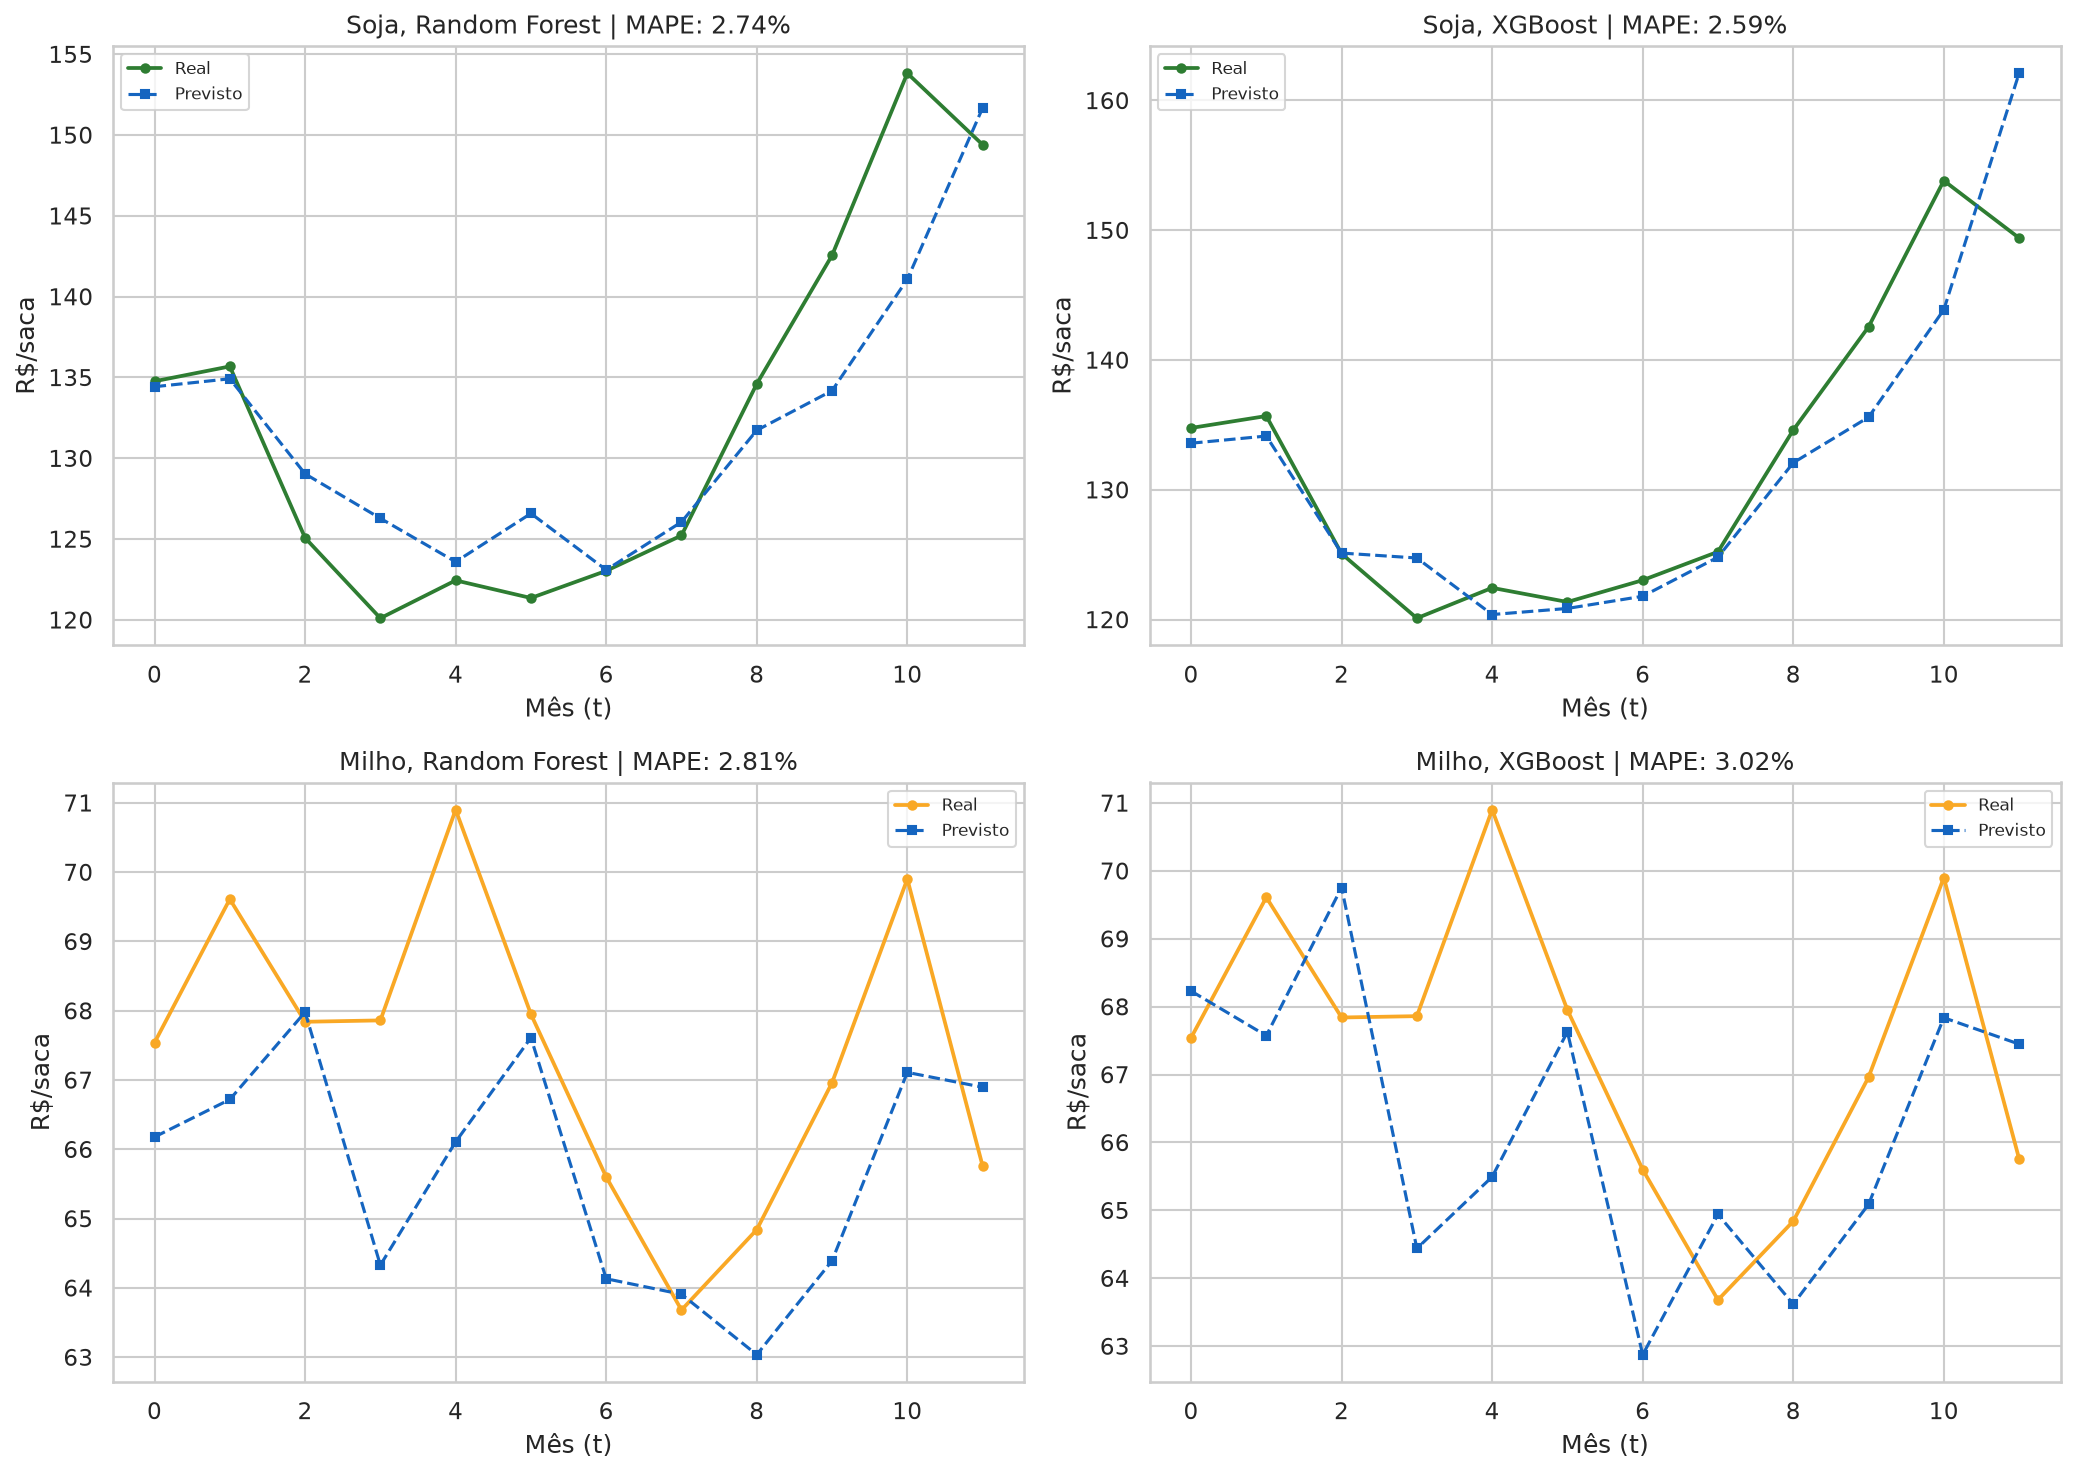 Soja, Random Forest | MAPE: 2.74%
Real
Previsto
155
150
145
140
135
130
125
120
R$/saca
0 2 4 6 8 10
Mês (t)
Soja, XGBoost | MAPE: 2.59%
Real
Previsto
160
150
140
130
120
R$/saca
0 2 4 6 8 10
Mês (t)
Milho, Random Forest | MAPE: 2.81%
Real
Previsto
71
70
69
68
67
66
65
64
63
R$/saca
0 2 4 6 8 10
Mês (t)
Milho, XGBoost | MAPE: 3.02%
Real
Previsto
71
70
69
68
67
66
65
64
63
R$/saca
0 2 4 6 8 10
Mês (t)